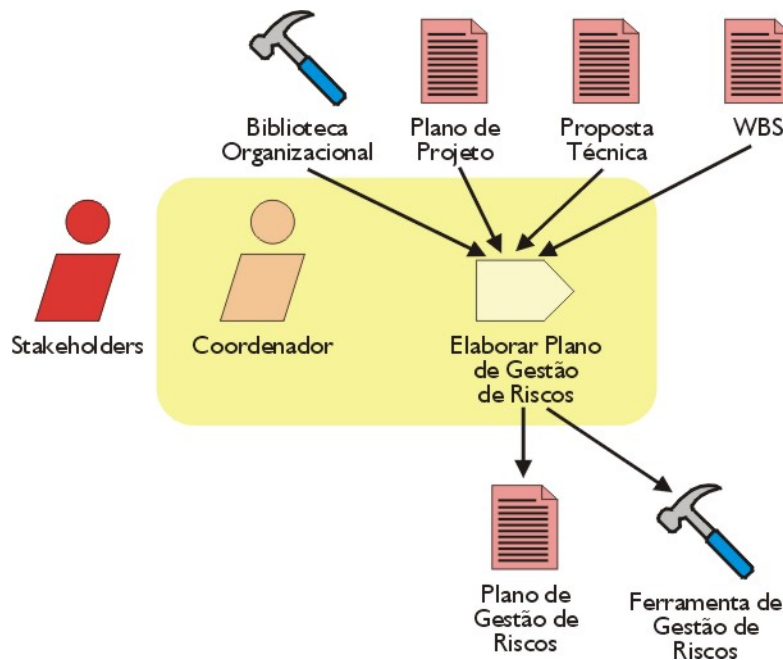 Biblioteca
Organizacional
Plano de
Projeto
Proposta
Técnica
WBS
Stakeholders
Coordenador
Elaborar Plano
de Gestão
de Riscos
Plano de
Gestão de
Riscos
Ferramenta de
Gestão de
Riscos